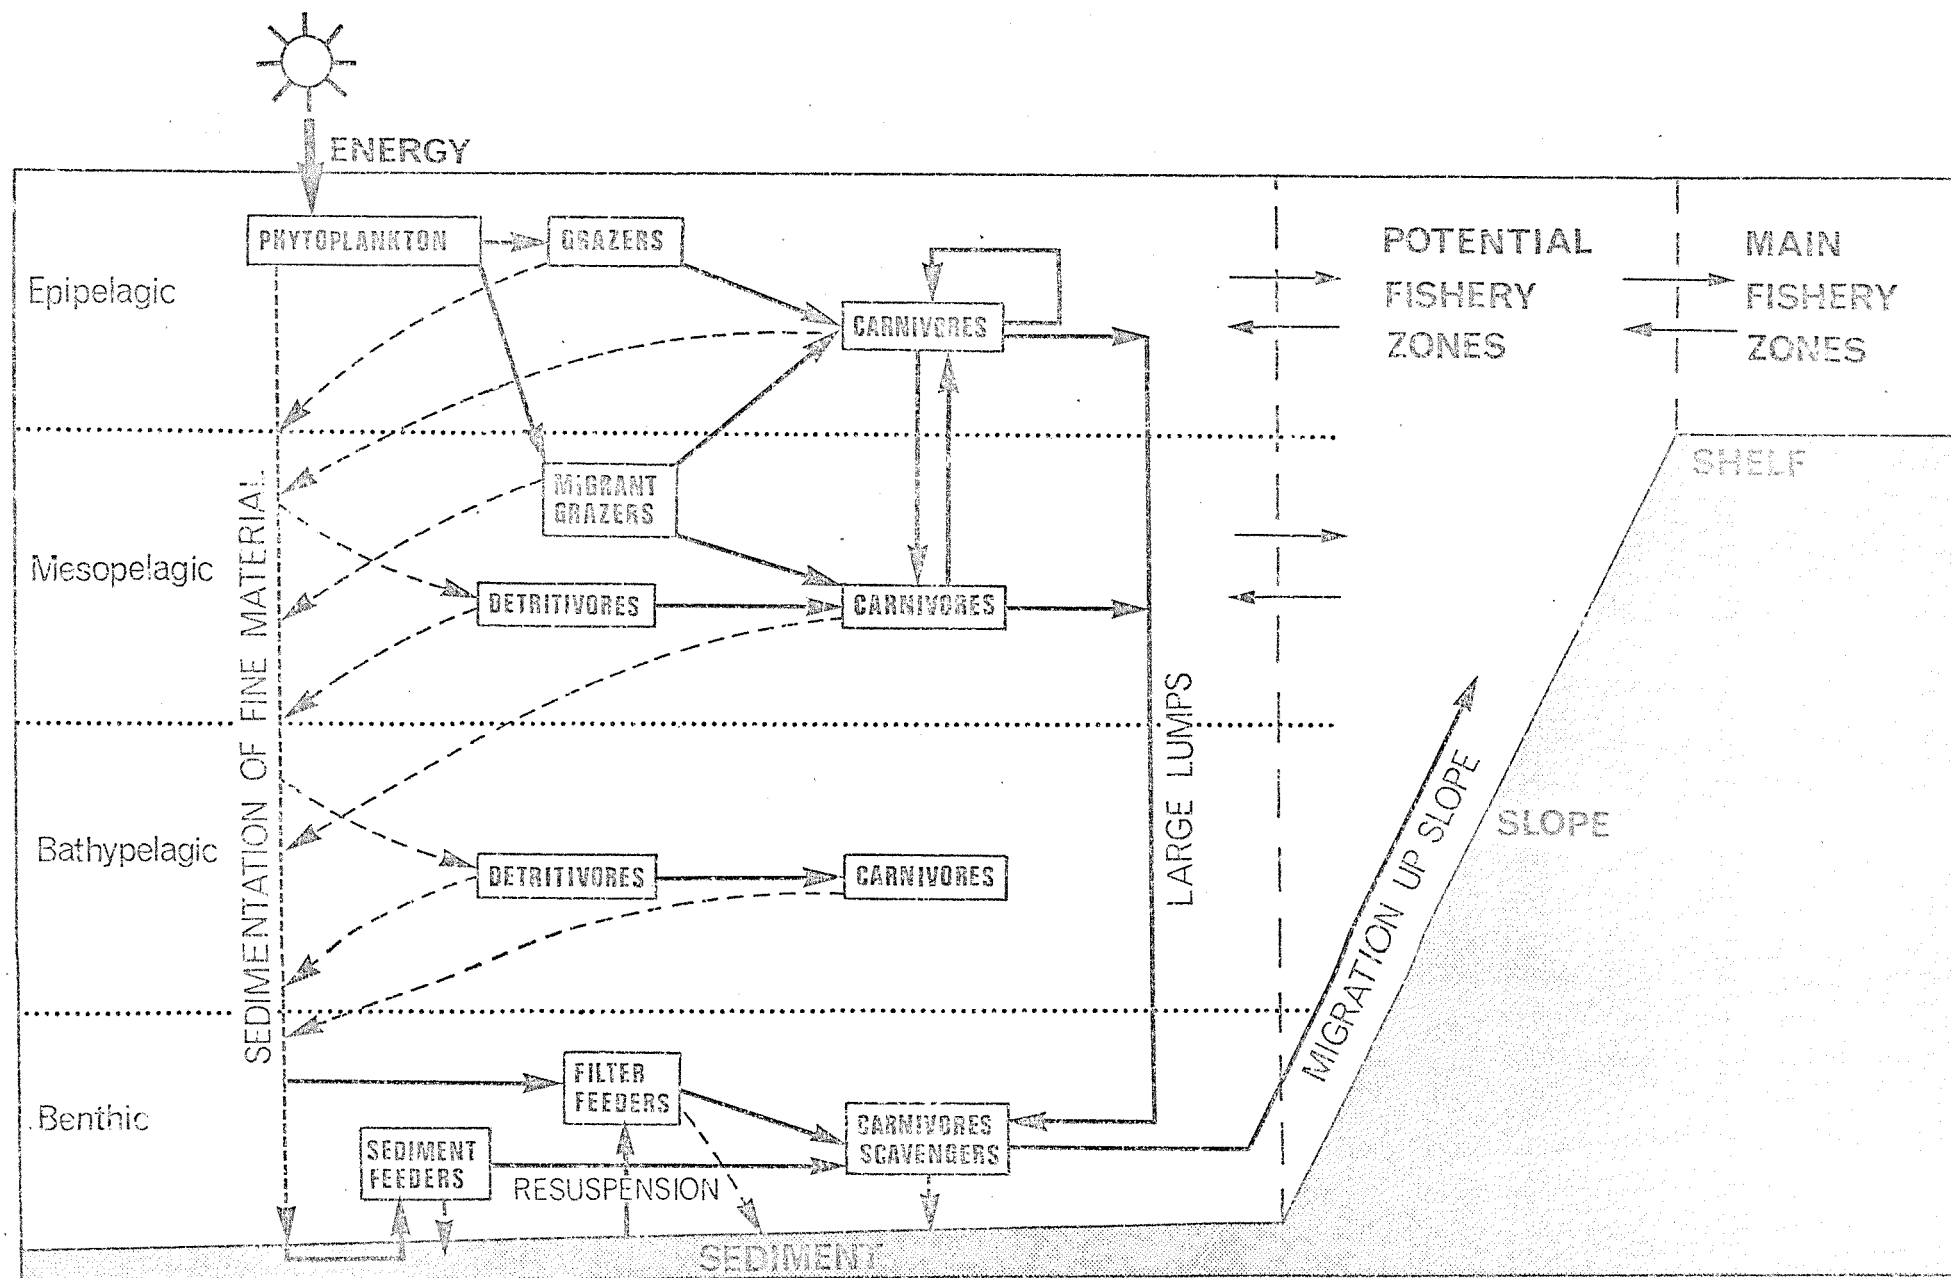 ENERGY
PHYTOPLANKTON
GRAZERS
POTENTIAL
FISHERY
ZONES
MAIN
FISHERY
ZONES
Epipelagic
CARNIVORES
SHELF
MIGRANT
GRAZERS
Mesopelagic
DETRITIVORES
CARNIVORES
SEDIMENTATION OF FINE MATERIAL
LARGE LUMPS
MIGRATION UP SLOPE
SLOPE
Bathypelagic
DETRITIVORES
CARNIVORES
Benthic
FILTER
FEEDERS
CARNIVORES
SCAVENGERS
SEDIMENT
FEEDERS
RESUSPENSION
SEDIMENT